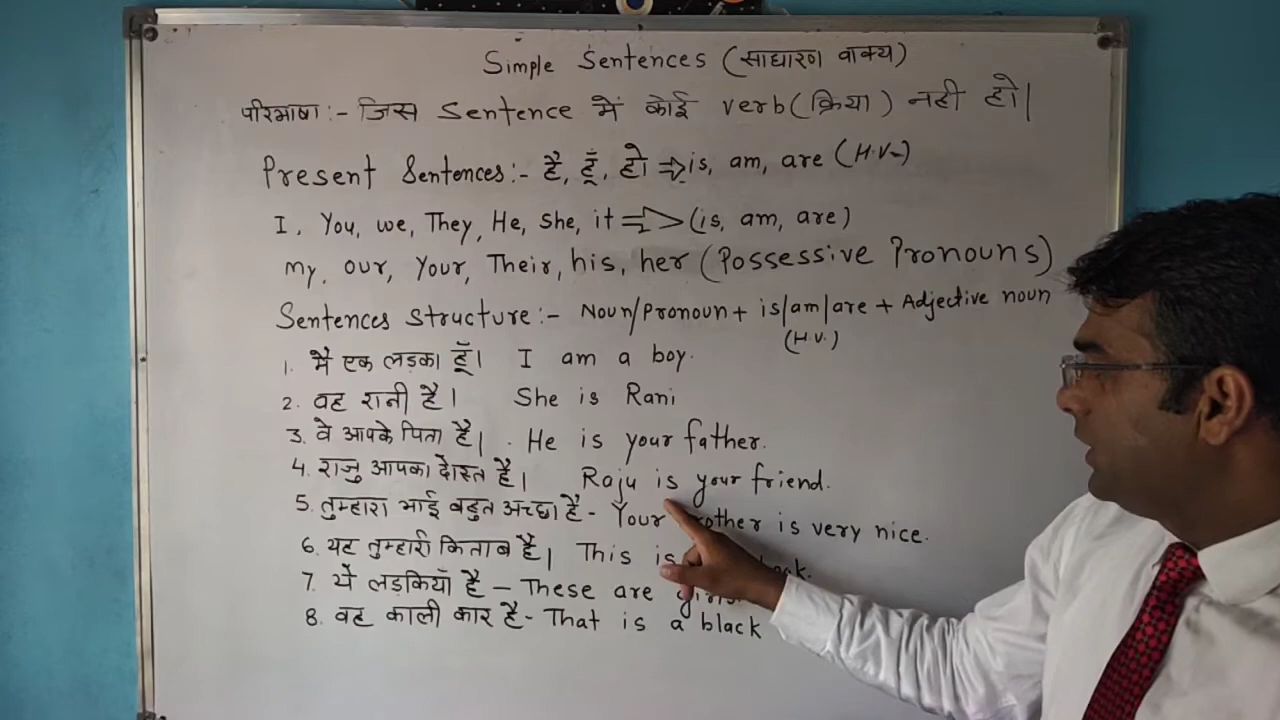 Simple Sentences (साधारण वाक्य)
परिभाषा :- जिस Sentence में कोई verb (क्रिया) नही हो|
Present Sentences :- है, हूँ, हो ⇒ is, am, are (H.V.)
I, You, we, They, He, She, it ⇒ (is, am, are)
My, our, Your, Their, his, her (Possessive Pronouns)
Sentences Structure :- Noun/Pronoun + is/am/are + Adjective noun
(H.V.)
1. मैं एक लड़का हूँ। I am a boy.
2. वह रानी है। She is Rani
3. वे आपके पिता है| . He is your father.
4. राजु आपका दोस्त है। Raju is your friend.
5. तुम्हारा भाई बहुत अच्छा है - Your brother is very nice.
6. यह तुम्हारी किताब है| This is
7. ये लड़कियाँ है – These are girls
8. वह काली कार है - That is a black